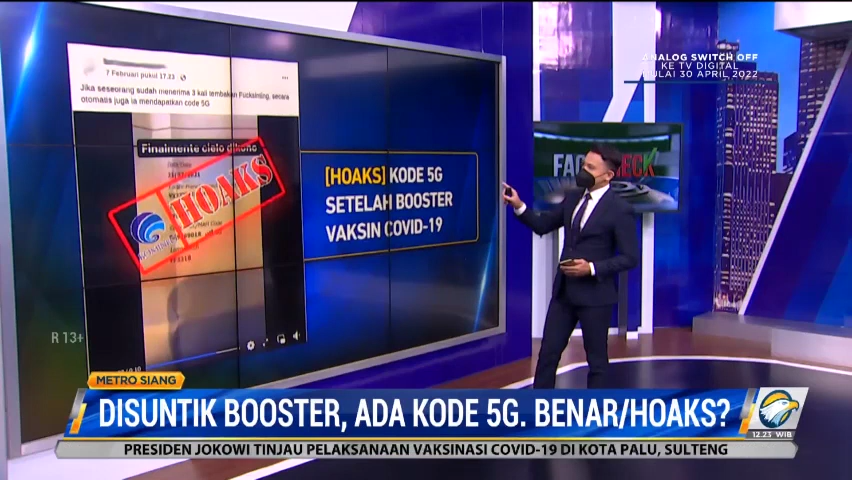 7 Februari pukul 17.23
Jika seseorang sudah menerima 3 kali tembakan Fucksining, secara
otomatis juga ia mendapatkan code 5G
Finalmente cielo dikono
HOAKS
[HOAKS] KODE 5G
SETELAH BOOSTER
VAKSIN COVID-19
ANALOG SWITCH OFF
KE TV DIGITAL
MULAI 30 APRIL 2022
R 13+
METRO SIANG
DISUNTIK BOOSTER, ADA KODE 5G. BENAR/HOAKS?
12.23 WIB
PRESIDEN JOKOWI TINJAU PELAKSANAAN VAKSINASI COVID-19 DI KOTA PALU, SULTENG